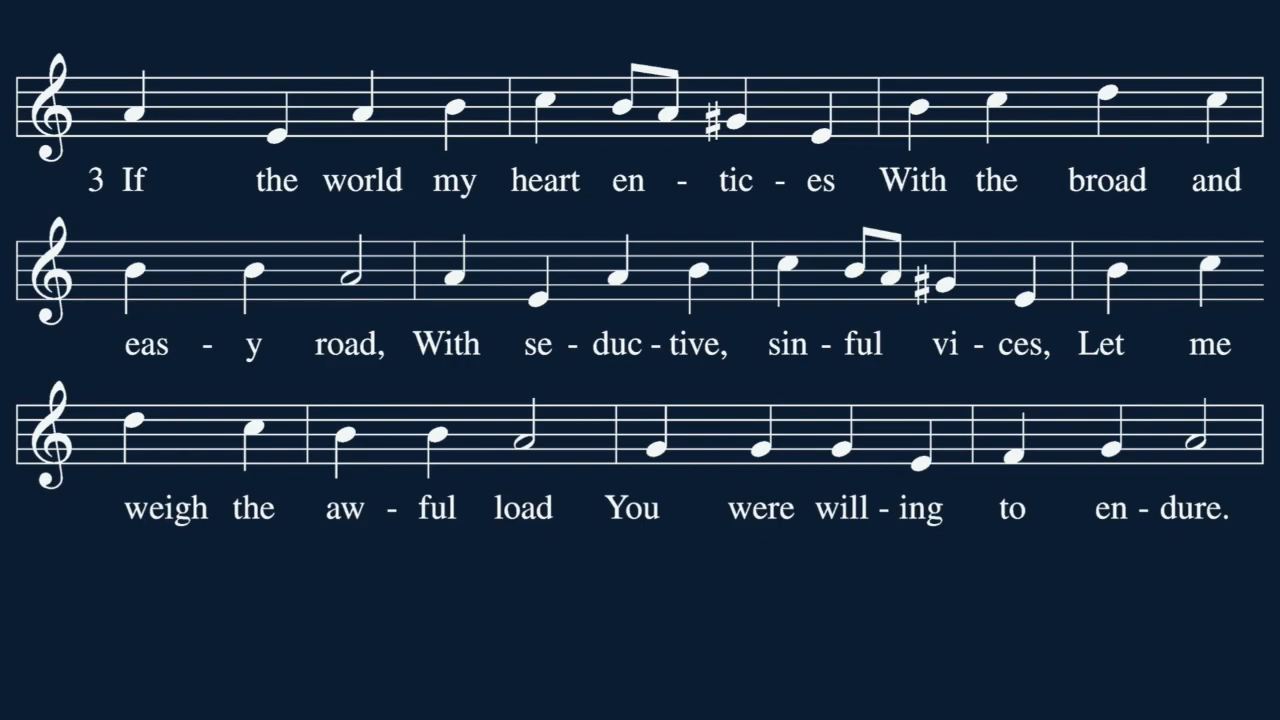 3 If the world my heart en - tic - es With the broad and
eas - y road, With se - duc - tive, sin - ful vi - ces, Let me
weigh the aw - ful load You were will - ing to en - dure.